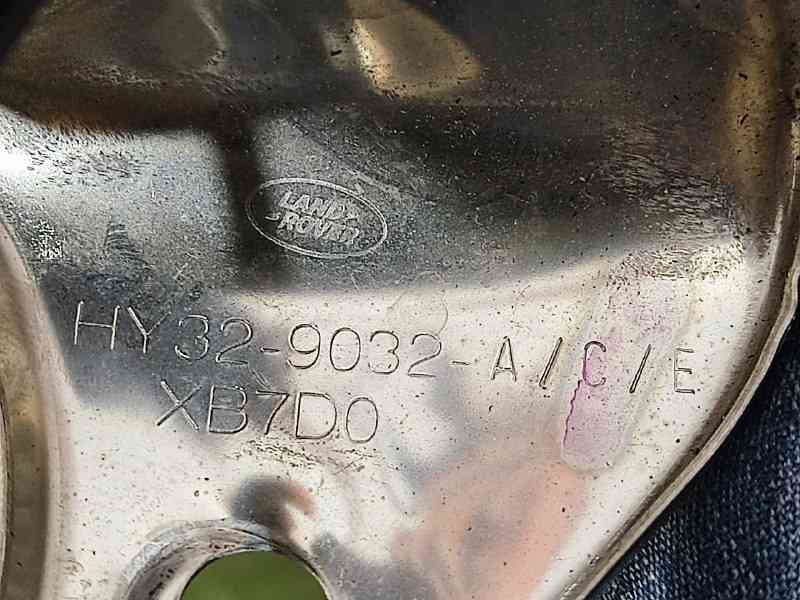 LAND-
-ROVER
HY32-9032-A/C/E
XB7D0